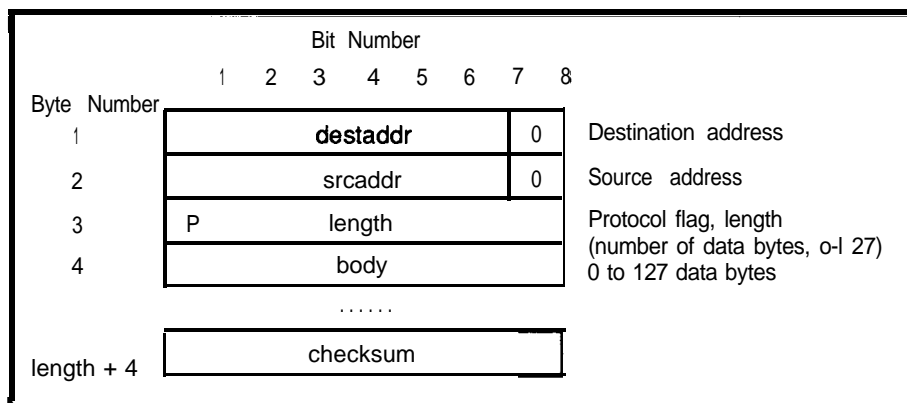 Bit Number
1 2 3 4 5 6 7 8
Byte Number
1 destaddr 0 Destination address
2 srcaddr 0 Source address
3 P length Protocol flag, length
(number of data bytes, o-l 27)
4 body 0 to 127 data bytes
......
length + 4 checksum